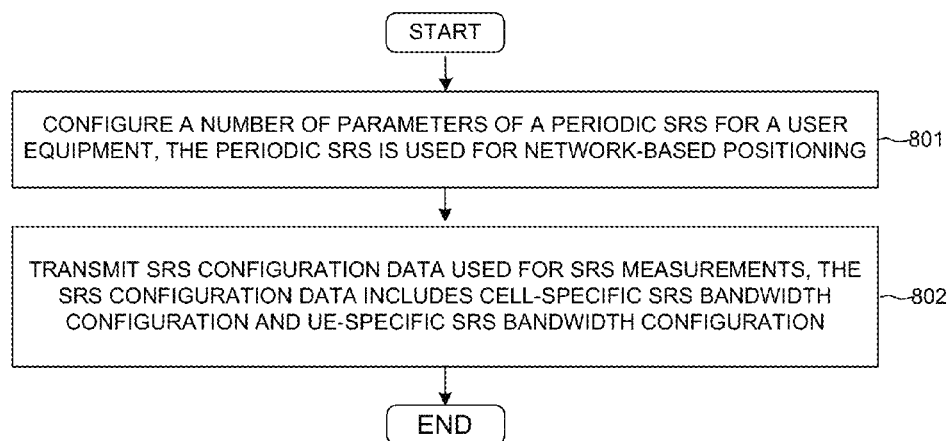 START
CONFIGURE A NUMBER OF PARAMETERS OF A PERIODIC SRS FOR A USER
EQUIPMENT, THE PERIODIC SRS IS USED FOR NETWORK-BASED POSITIONING
801
TRANSMIT SRS CONFIGURATION DATA USED FOR SRS MEASUREMENTS, THE
SRS CONFIGURATION DATA INCLUDES CELL-SPECIFIC SRS BANDWIDTH
CONFIGURATION AND UE-SPECIFIC SRS BANDWIDTH CONFIGURATION
802
END